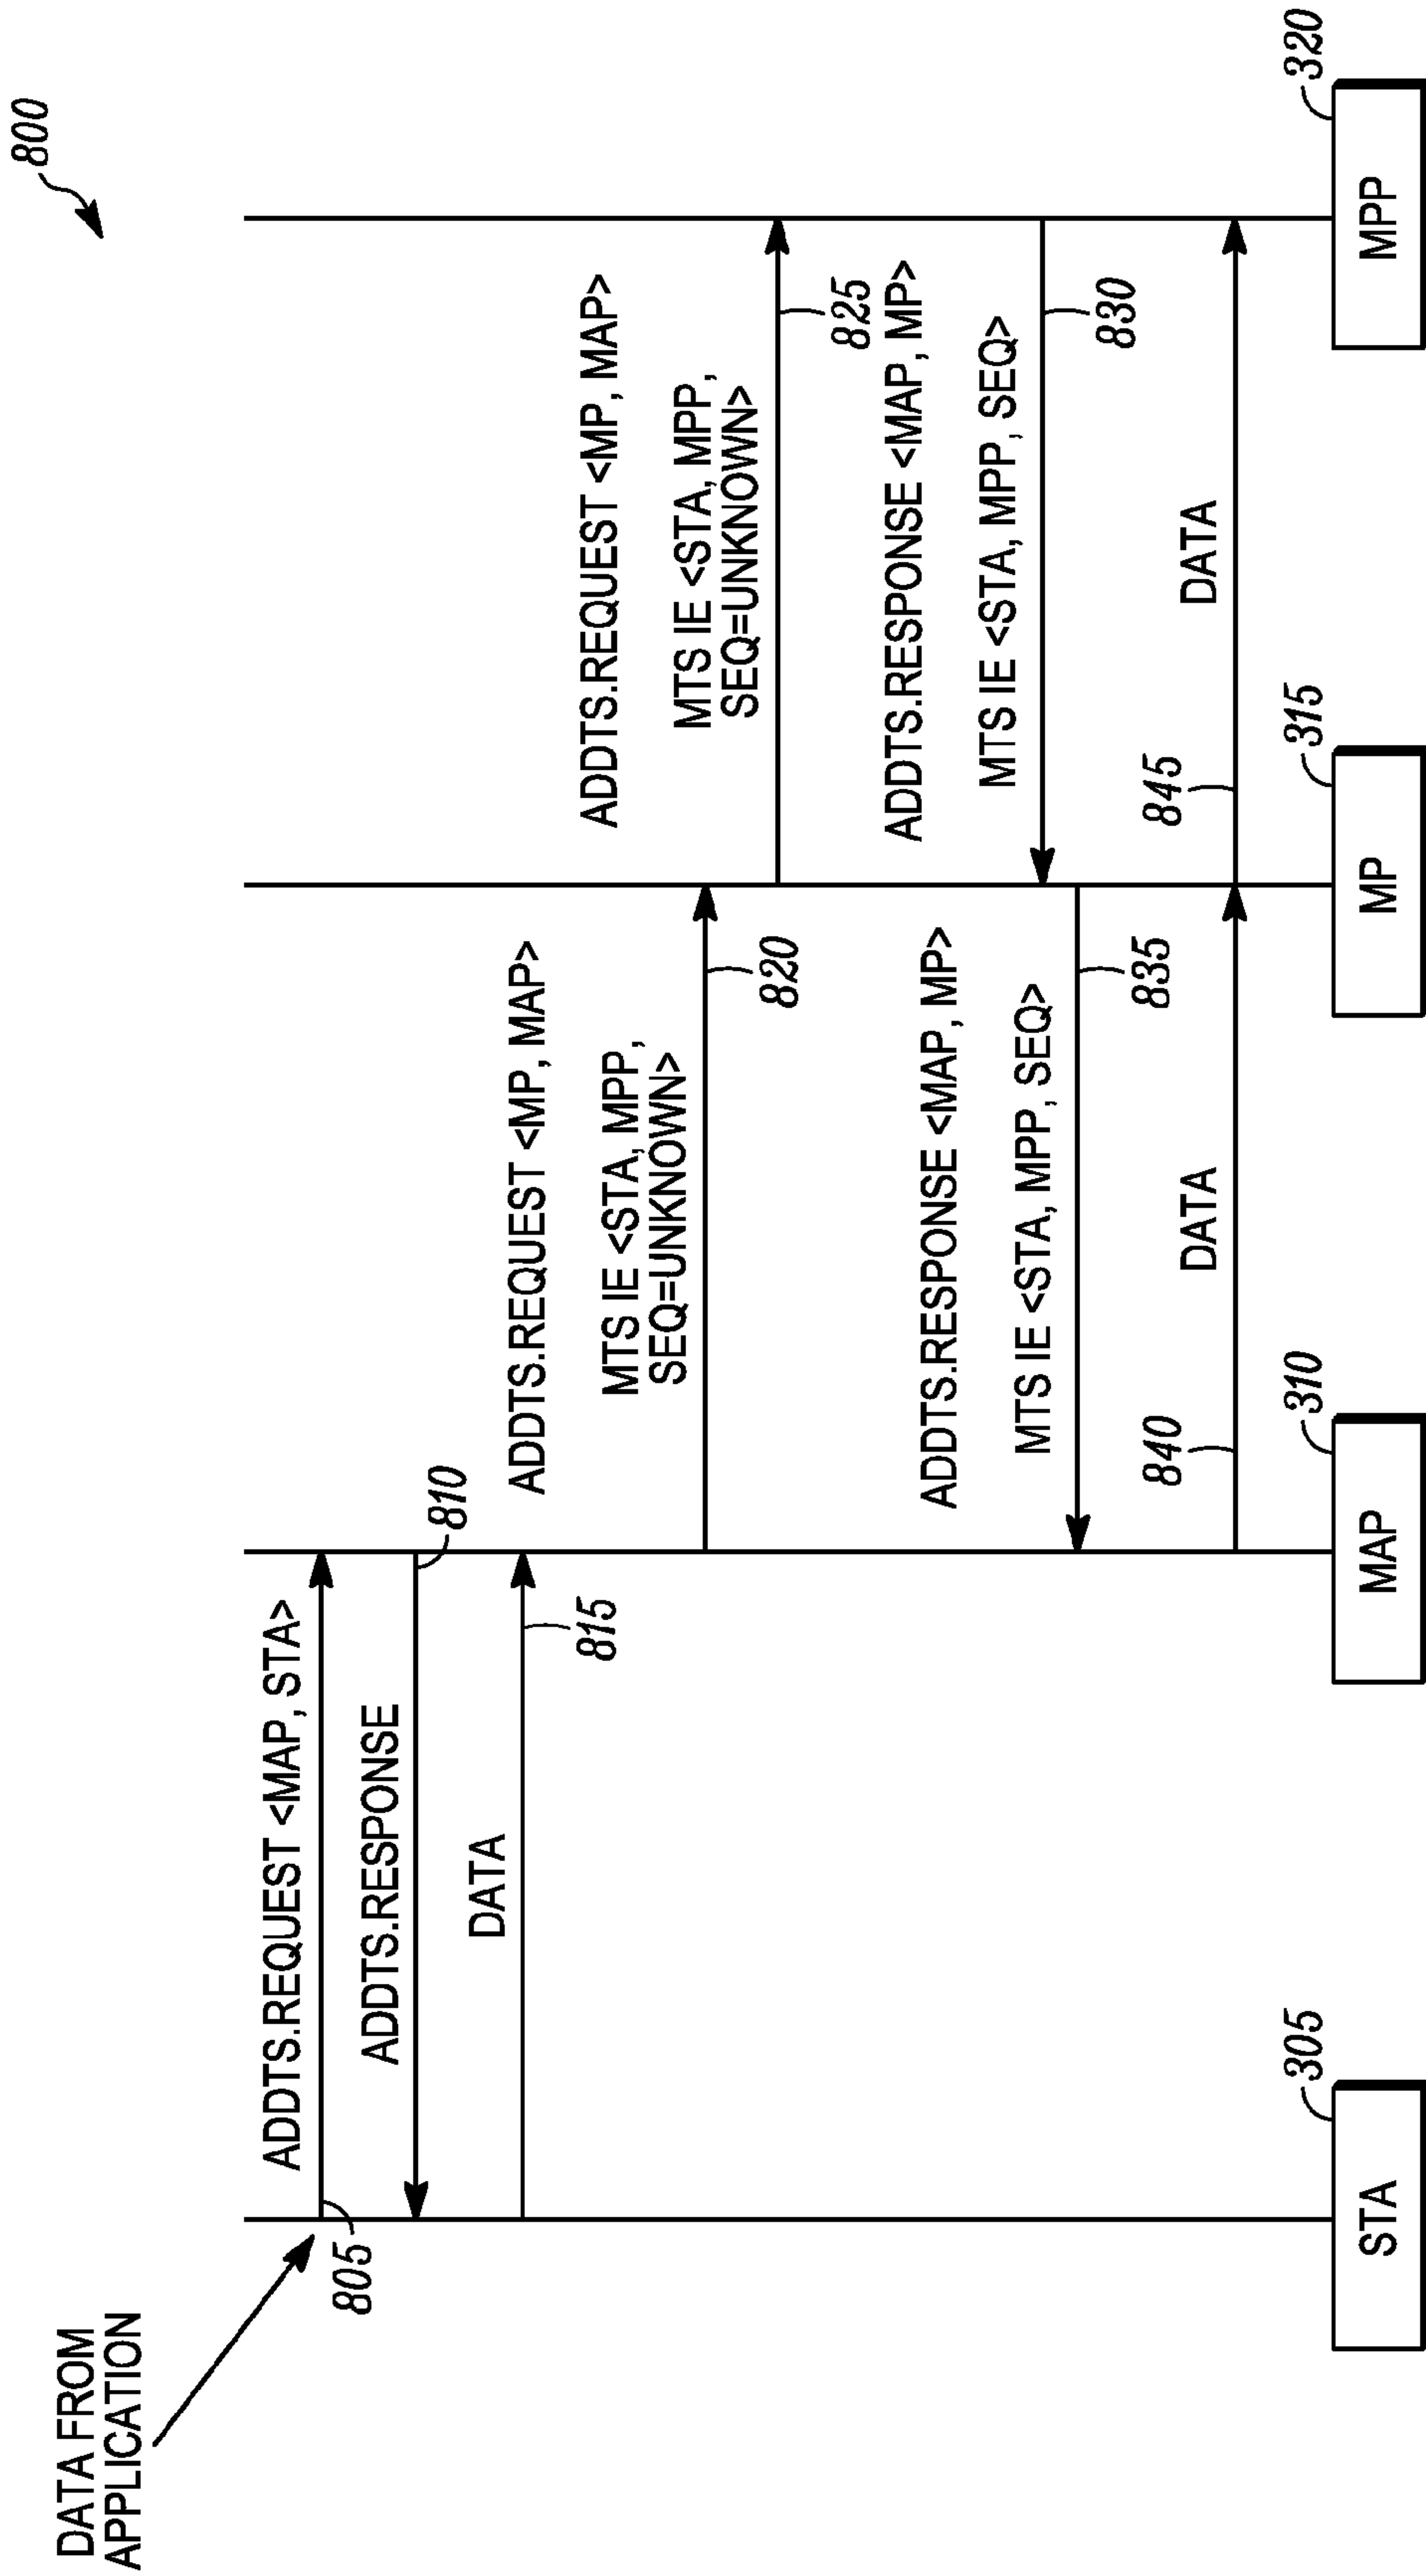 800
DATA FROM
APPLICATION
ADDTS.REQUEST <MAP, STA>
805
ADDTS.RESPONSE
810
DATA
815
ADDTS.REQUEST <MP, MAP>
MTS IE <STA, MPP,
SEQ=UNKNOWN>
820
ADDTS.REQUEST <MP, MAP>
MTS IE <STA, MPP,
SEQ=UNKNOWN>
825
ADDTS.RESPONSE <MAP, MP>
MTS IE <STA, MPP, SEQ>
830
ADDTS.RESPONSE <MAP, MP>
MTS IE <STA, MPP, SEQ>
835
840
DATA
845
DATA
305
STA
310
MAP
315
MP
320
MPP